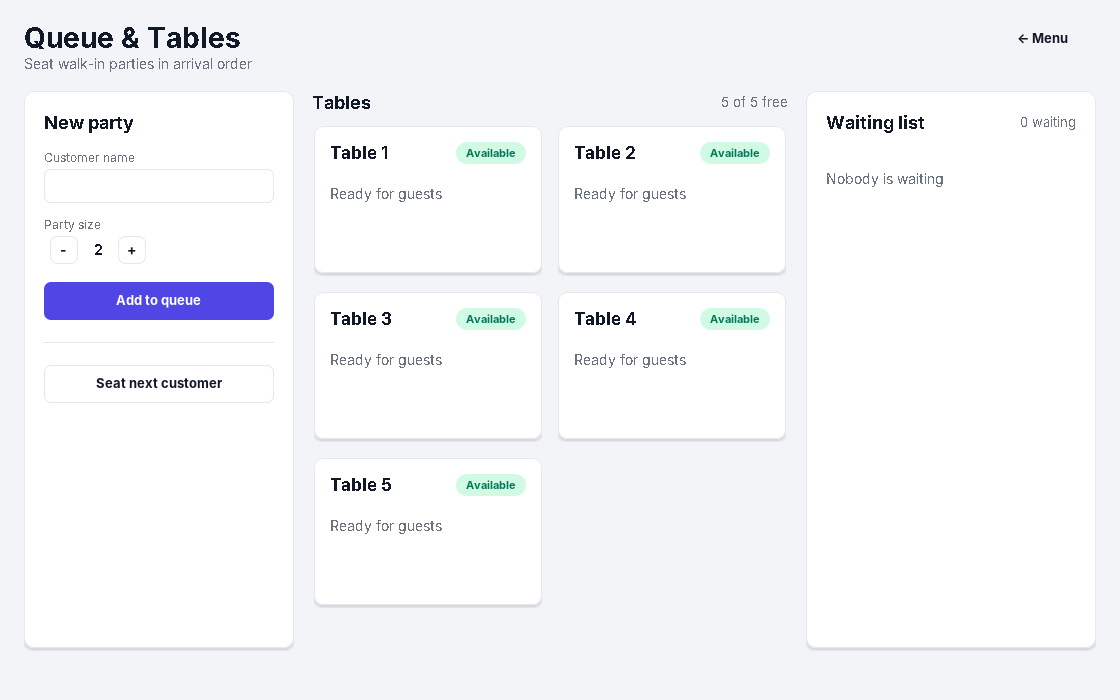 Queue & Tables
Seat walk-in parties in arrival order
← Menu
New party
Customer name
Party size
- 2 +
Add to queue
Seat next customer
Tables
5 of 5 free
Table 1
Available
Ready for guests
Table 2
Available
Ready for guests
Table 3
Available
Ready for guests
Table 4
Available
Ready for guests
Table 5
Available
Ready for guests
Waiting list
0 waiting
Nobody is waiting